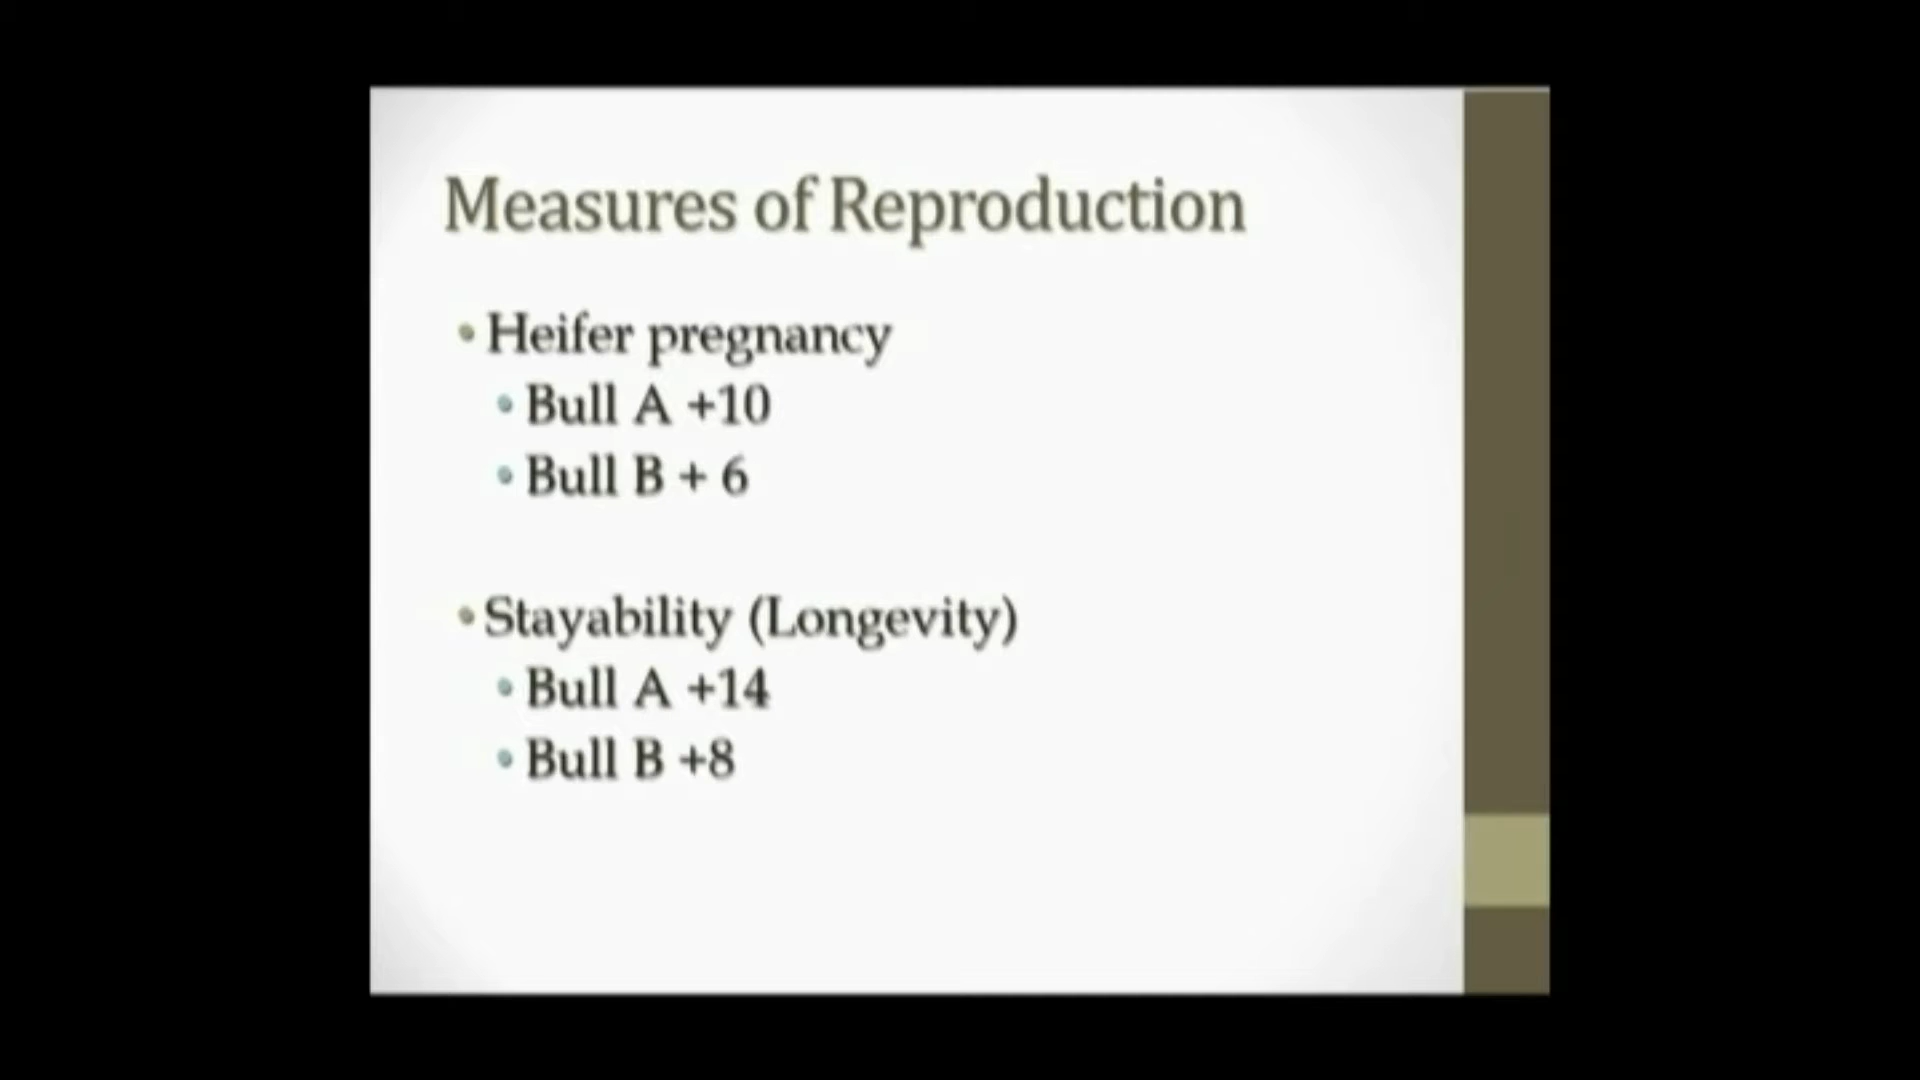 Measures of Reproduction
• Heifer pregnancy
• Bull A +10
• Bull B + 6
• Stayability (Longevity)
• Bull A +14
• Bull B +8